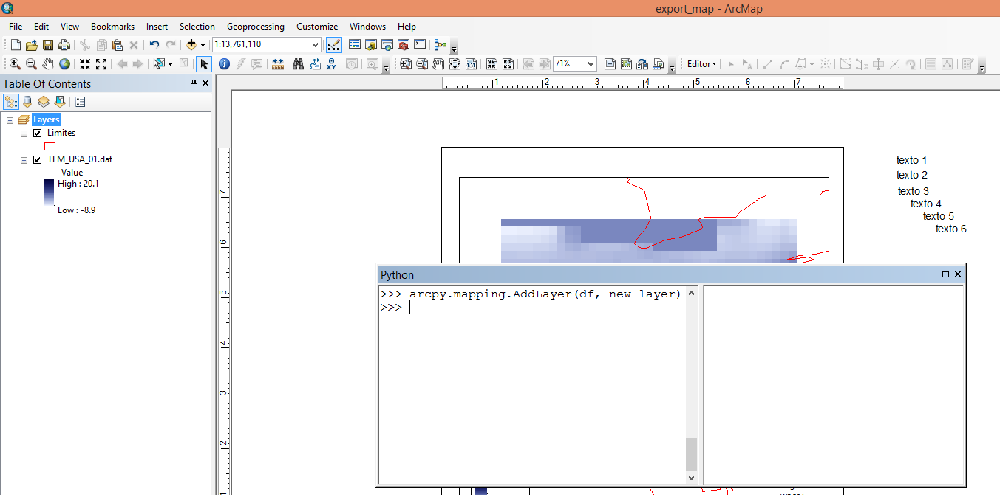 export_map - ArcMap
File Edit View Bookmarks Insert Selection Geoprocessing Customize Windows Help
1:13,761,110
71%
Editor
Table Of Contents
Layers
Limites
TEM_USA_01.dat
Value
High : 20.1
Low : -8.9
1 2 3 4 5 6 7
7
6
5
4
3
2
1
texto 1
texto 2
texto 3
texto 4
texto 5
texto 6
Python
>>> arcpy.mapping.AddLayer(df, new_layer)
>>>